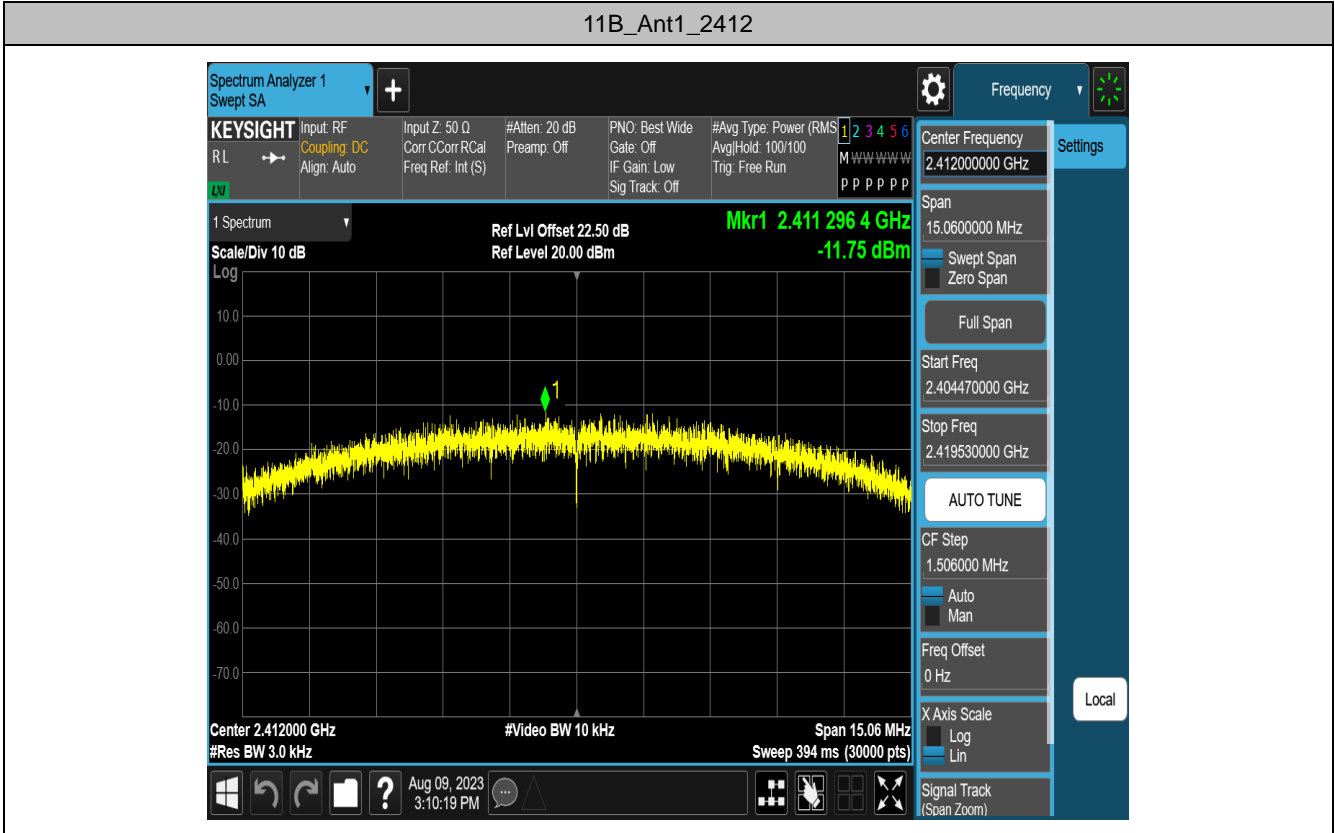 11B_Ant1_2412
Spectrum Analyzer 1
Swept SA
Frequency
KEYSIGHT
RL
LXI
Input: RF
Coupling: DC
Align: Auto
Input Z: 50 Ω
Corr CCorr RCal
Freq Ref: Int (S)
#Atten: 20 dB
Preamp: Off
PNO: Best Wide
Gate: Off
IF Gain: Low
Sig Track: Off
#Avg Type: Power (RMS
Avg|Hold: 100/100
Trig: Free Run
1 2 3 4 5 6
M W W W W W
P P P P P P
1 Spectrum
Scale/Div 10 dB
Ref Lvl Offset 22.50 dB
Ref Level 20.00 dBm
Mkr1 2.411 296 4 GHz
-11.75 dBm
Log
10.0
0.00
-10.0
-20.0
-30.0
-40.0
-50.0
-60.0
-70.0
1
Center 2.412000 GHz
#Res BW 3.0 kHz
#Video BW 10 kHz
Span 15.06 MHz
Sweep 394 ms (30000 pts)
Center Frequency
2.412000000 GHz
Span
15.0600000 MHz
Swept Span
Zero Span
Full Span
Start Freq
2.404470000 GHz
Stop Freq
2.419530000 GHz
AUTO TUNE
CF Step
1.506000 MHz
Auto
Man
Freq Offset
0 Hz
X Axis Scale
Log
Lin
Signal Track
(Span Zoom)
Settings
Local
?
Aug 09, 2023
3:10:19 PM